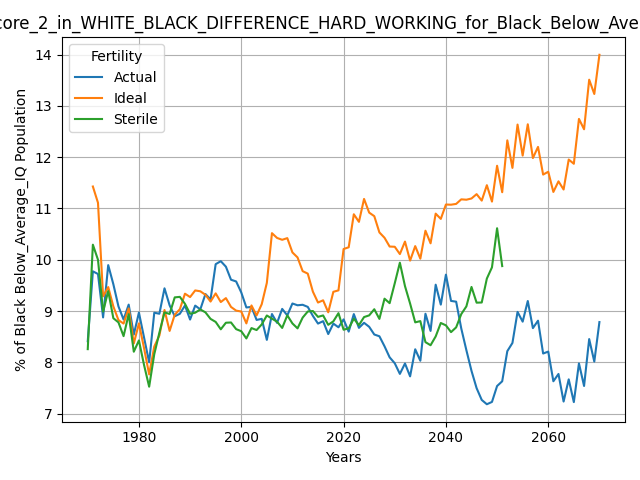 core_2_in_WHITE_BLACK_DIFFERENCE_HARD_WORKING_for_Black_Below_Ave
Fertility
Actual
Ideal
Sterile
% of Black Below_Average_IQ Population
14
13
12
11
10
9
8
7
1980 2000 2020 2040 2060
Years